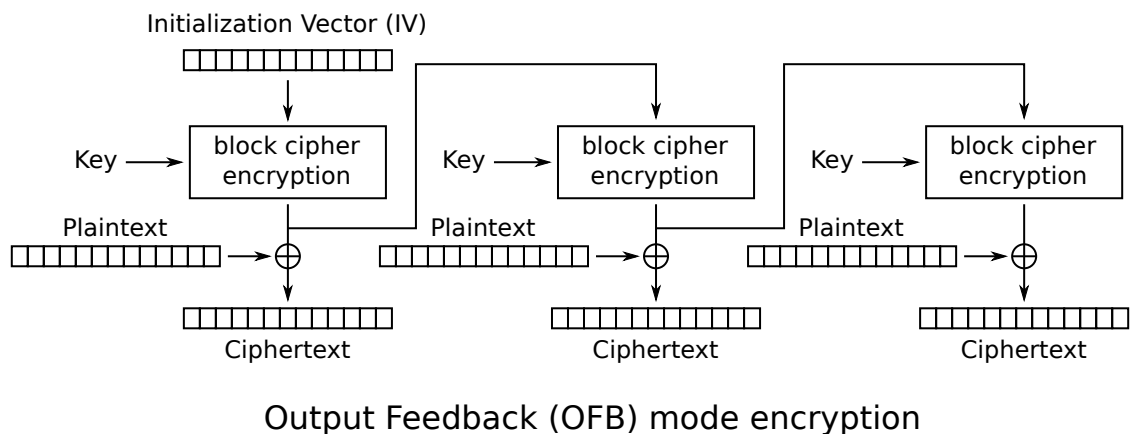 Initialization Vector (IV)
Key
block cipher
encryption
Key
block cipher
encryption
Key
block cipher
encryption
Plaintext
Plaintext
Plaintext
Ciphertext
Ciphertext
Ciphertext
Output Feedback (OFB) mode encryption